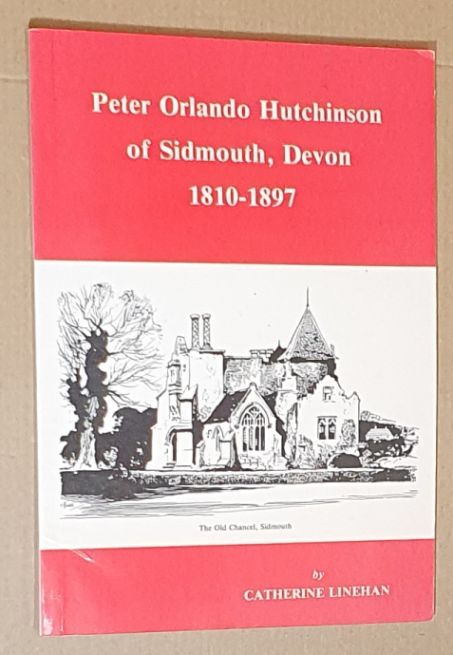 Peter Orlando Hutchinson
of Sidmouth, Devon
1810-1897
The Old Chancel, Sidmouth
by
CATHERINE LINEHAN